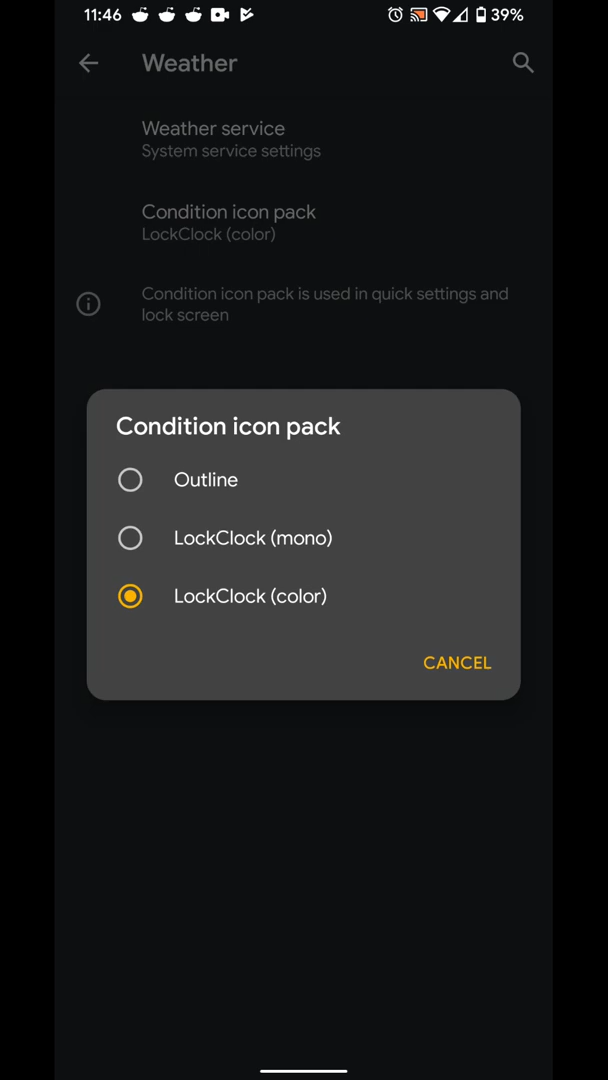 11:46
39%
Weather
Weather service
System service settings
Condition icon pack
LockClock (color)
Condition icon pack is used in quick settings and
lock screen
Condition icon pack
Outline
LockClock (mono)
LockClock (color)
CANCEL